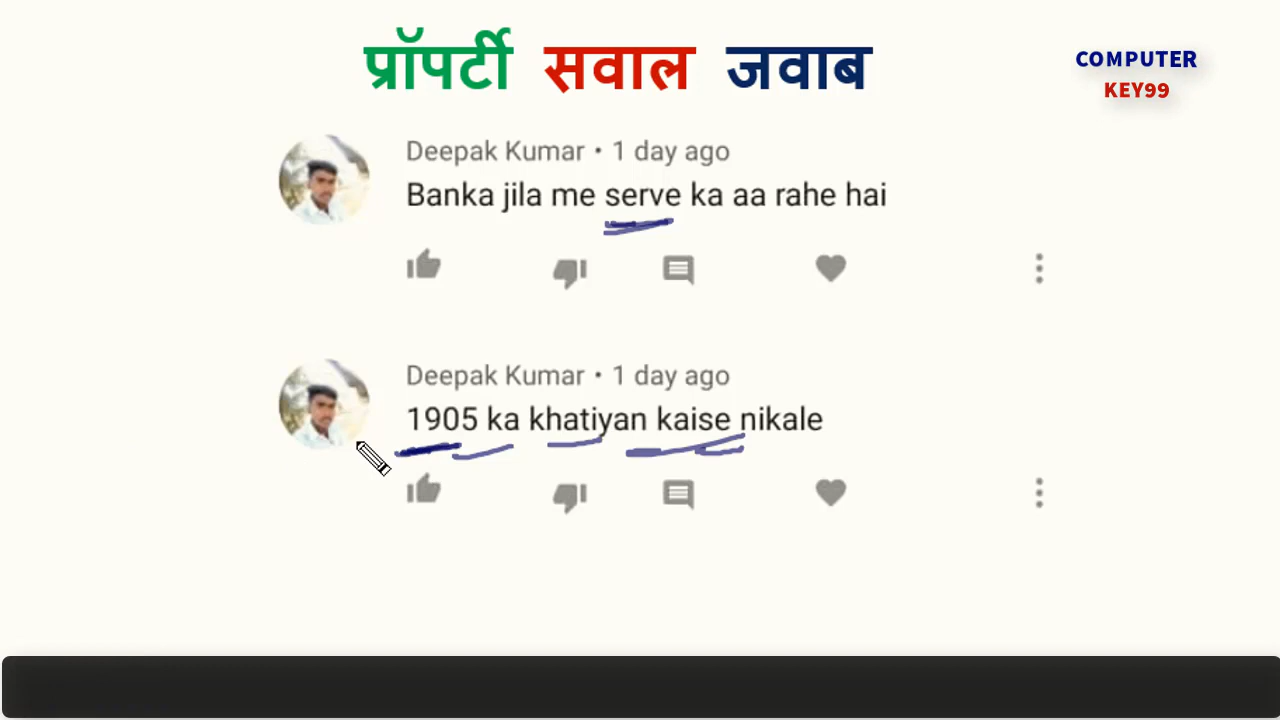 प्रॉपर्टी सवाल जवाब
COMPUTER
KEY99
Deepak Kumar • 1 day ago
Banka jila me serve ka aa rahe hai
Deepak Kumar • 1 day ago
1905 ka khatiyan kaise nikale